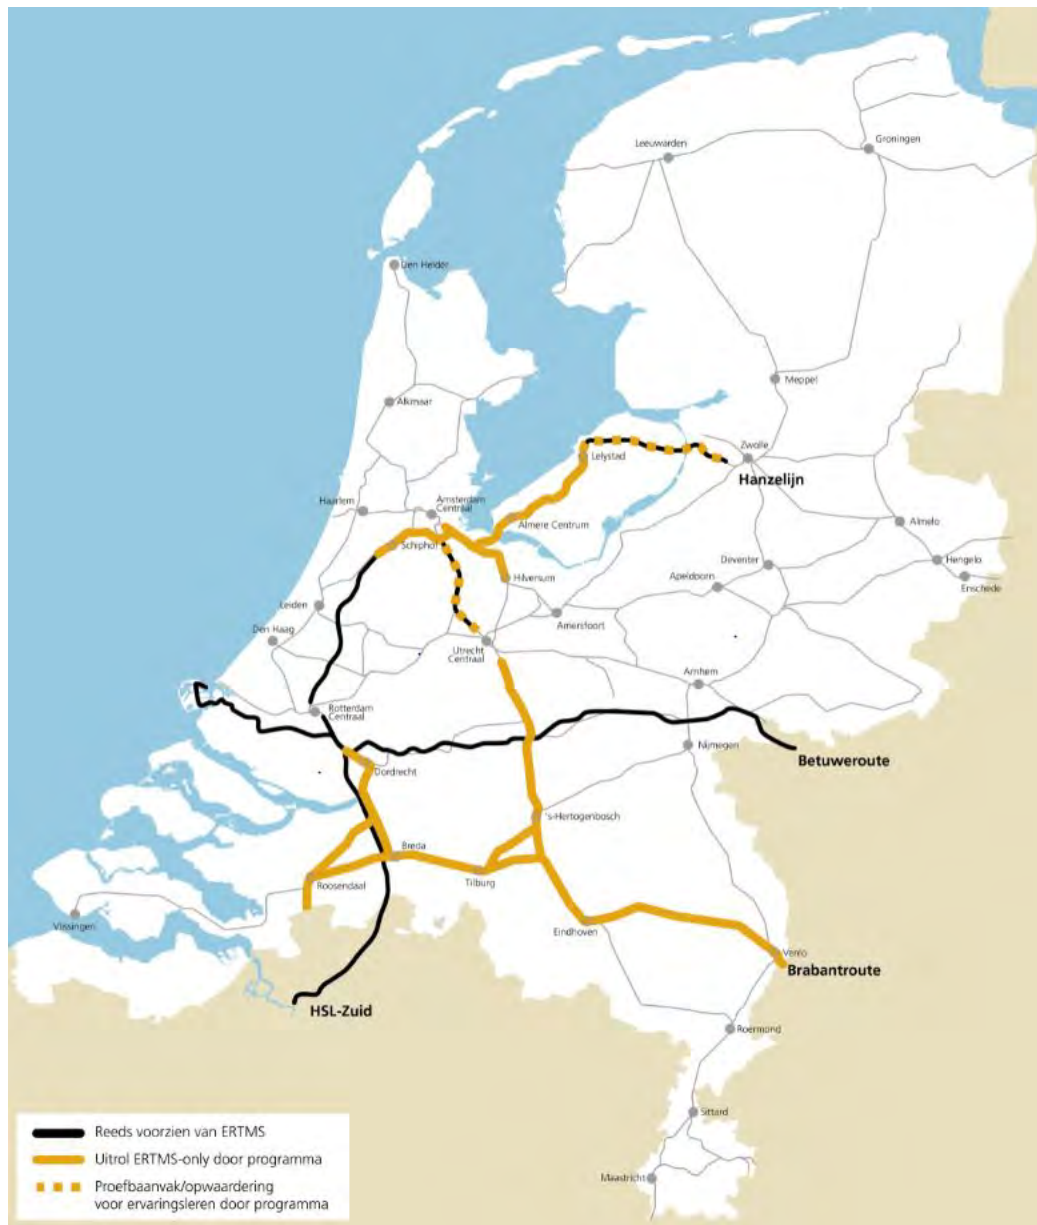 Leeuwarden
Groningen
Den Helder
Meppel
Alkmaar
Zwolle
Lelystad
Hanzelijn
Haarlem
Amsterdam
Centraal
Almere Centrum
Almelo
Schiphol
Hengelo
Deventer
Hilversum
Apeldoorn
Enschede
Leiden
Amersfoort
Den Haag
Utrecht
Centraal
Arnhem
Rotterdam
Centraal
Nijmegen
Betuweroute
Dordrecht
's-Hertogenbosch
Breda
Roosendaal
Tilburg
Vlissingen
Eindhoven
Venlo
Brabantroute
HSL-Zuid
Roermond
Reeds voorzien van ERTMS
Uitrol ERTMS-only door programma
Proefbaanvak/opwaardering
voor ervaringsleren door programma
Sittard
Maastricht